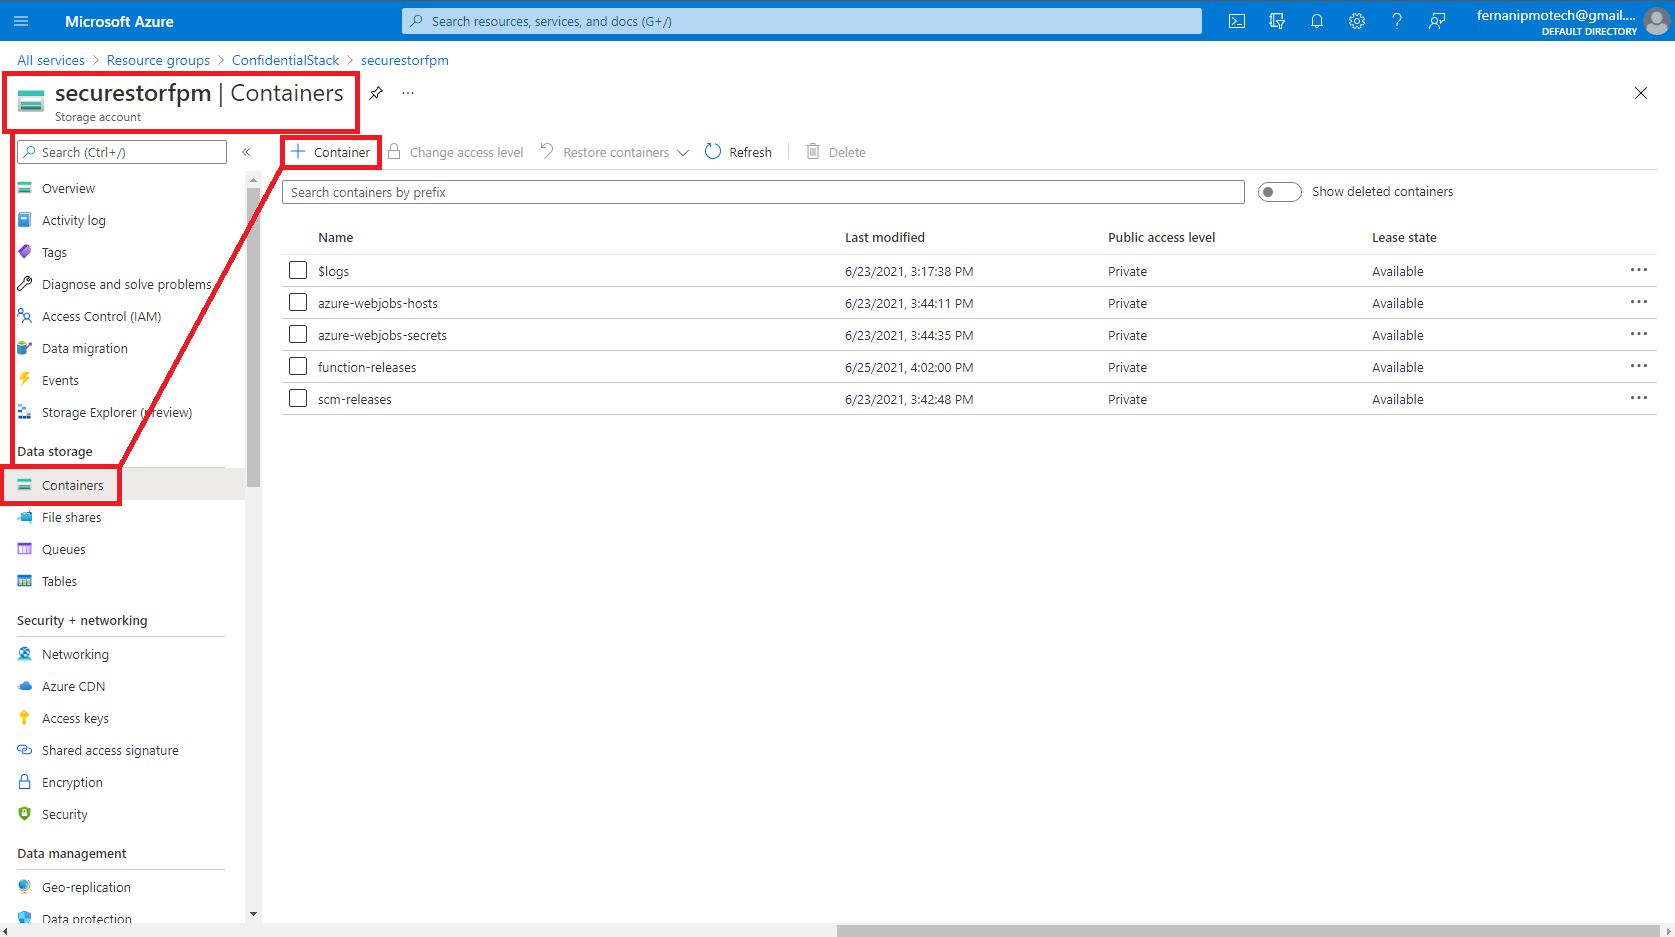 Microsoft Azure
Search resources, services, and docs (G+/)
fernanipmotech@gmail....
DEFAULT DIRECTORY
All services > Resource groups > ConfidentialStack > securestorfpm
securestorfpm | Containers
...
Storage account
Search (Ctrl+/)
«
Container
Change access level
Restore containers
Refresh
Delete
Overview
Activity log
Tags
Diagnose and solve problems
Access Control (IAM)
Data migration
Events
Storage Explorer (preview)
Data storage
Containers
File shares
Queues
Tables
Security + networking
Networking
Azure CDN
Access keys
Shared access signature
Encryption
Security
Data management
Geo-replication
Data protection
Search containers by prefix
Show deleted containers
Name Last modified Public access level Lease state
$logs 6/23/2021, 3:17:38 PM Private Available ...
azure-webjobs-hosts 6/23/2021, 3:44:11 PM Private Available ...
azure-webjobs-secrets 6/23/2021, 3:44:35 PM Private Available ...
function-releases 6/25/2021, 4:02:00 PM Private Available ...
scm-releases 6/23/2021, 3:42:48 PM Private Available ...